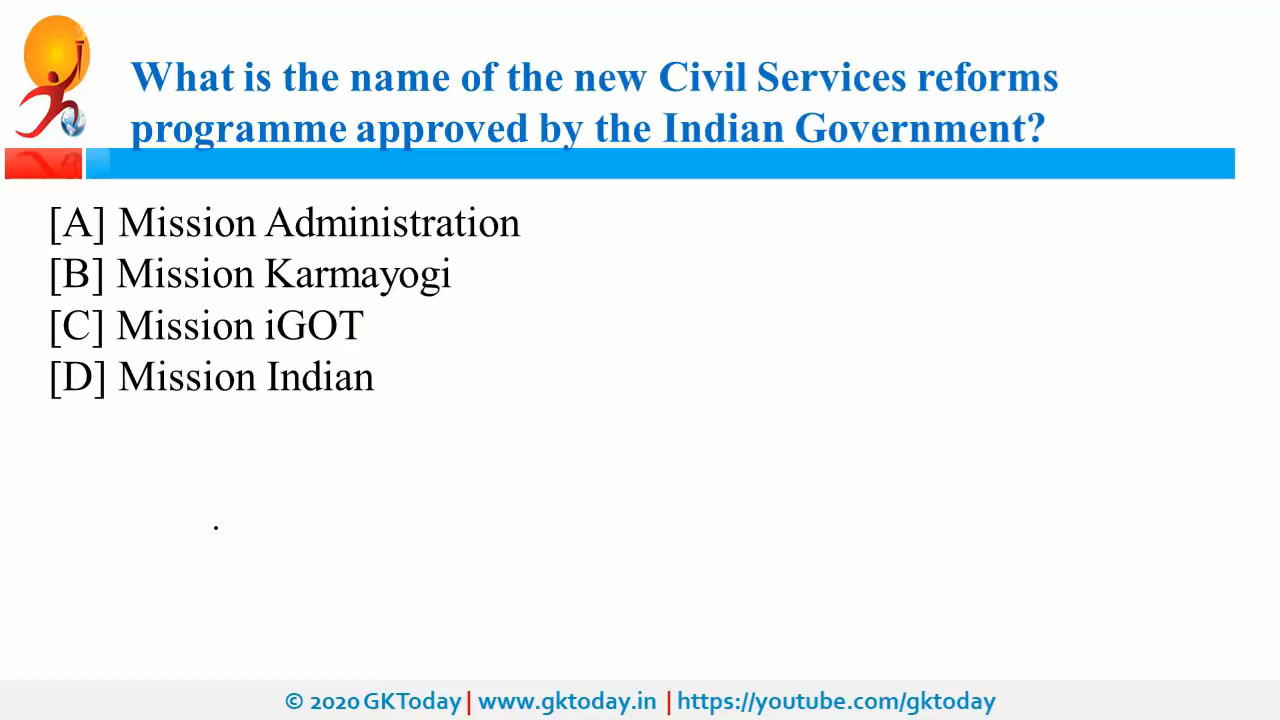 What is the name of the new Civil Services reforms
programme approved by the Indian Government?
[A] Mission Administration
[B] Mission Karmayogi
[C] Mission iGOT
[D] Mission Indian
© 2020 GKToday | www.gktoday.in | https://youtube.com/gktoday